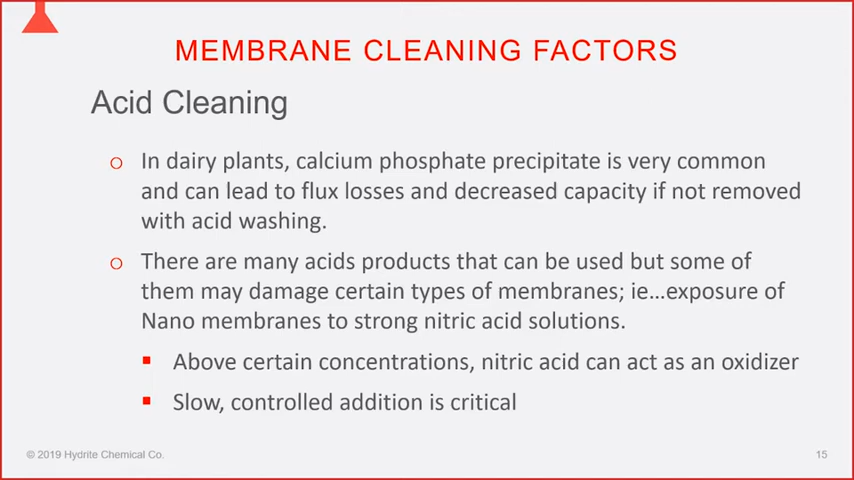 MEMBRANE CLEANING FACTORS
Acid Cleaning
o In dairy plants, calcium phosphate precipitate is very common
and can lead to flux losses and decreased capacity if not removed
with acid washing.
o There are many acids products that can be used but some of
them may damage certain types of membranes; ie…exposure of
Nano membranes to strong nitric acid solutions.
▪ Above certain concentrations, nitric acid can act as an oxidizer
▪ Slow, controlled addition is critical
© 2019 Hydrite Chemical Co.
15